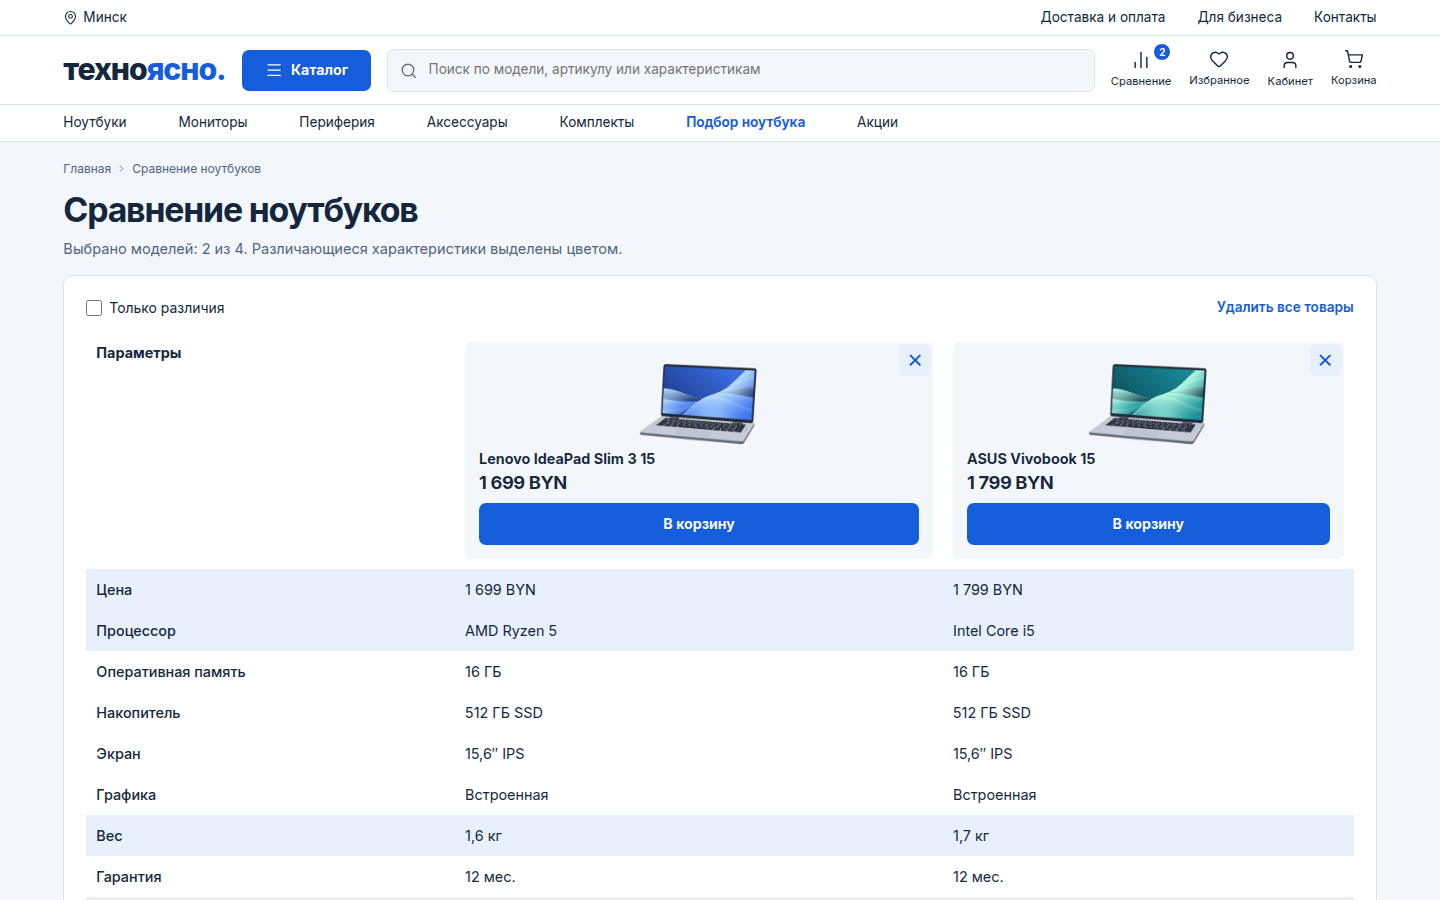 Минск
Доставка и оплата
Для бизнеса
Контакты
техноясно.
Каталог
Поиск по модели, артикулу или характеристикам
2
Сравнение
Избранное
Кабинет
Корзина
Ноутбуки
Мониторы
Периферия
Аксессуары
Комплекты
Подбор ноутбука
Акции
Главная
Сравнение ноутбуков
Сравнение ноутбуков
Выбрано моделей: 2 из 4. Различающиеся характеристики выделены цветом.
Только различия
Удалить все товары
Параметры
Lenovo IdeaPad Slim 3 15
1 699 BYN
В корзину
ASUS Vivobook 15
1 799 BYN
В корзину
Цена 1 699 BYN 1 799 BYN
Процессор AMD Ryzen 5 Intel Core i5
Оперативная память 16 ГБ 16 ГБ
Накопитель 512 ГБ SSD 512 ГБ SSD
Экран 15,6″ IPS 15,6″ IPS
Графика Встроенная Встроенная
Вес 1,6 кг 1,7 кг
Гарантия 12 мес. 12 мес.